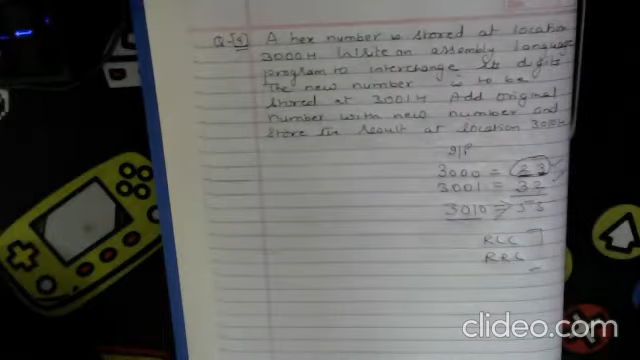 Q-[5] A hex number is stored at location
3000H Write an assembly language
program to interchange its digits
The new number is to be
stored at 3001H Add original
number with new number and
store the result at location 3010H
I/P
3000 = 23
3001 = 32
3010 => 55
RLC
RRC
clideo.com